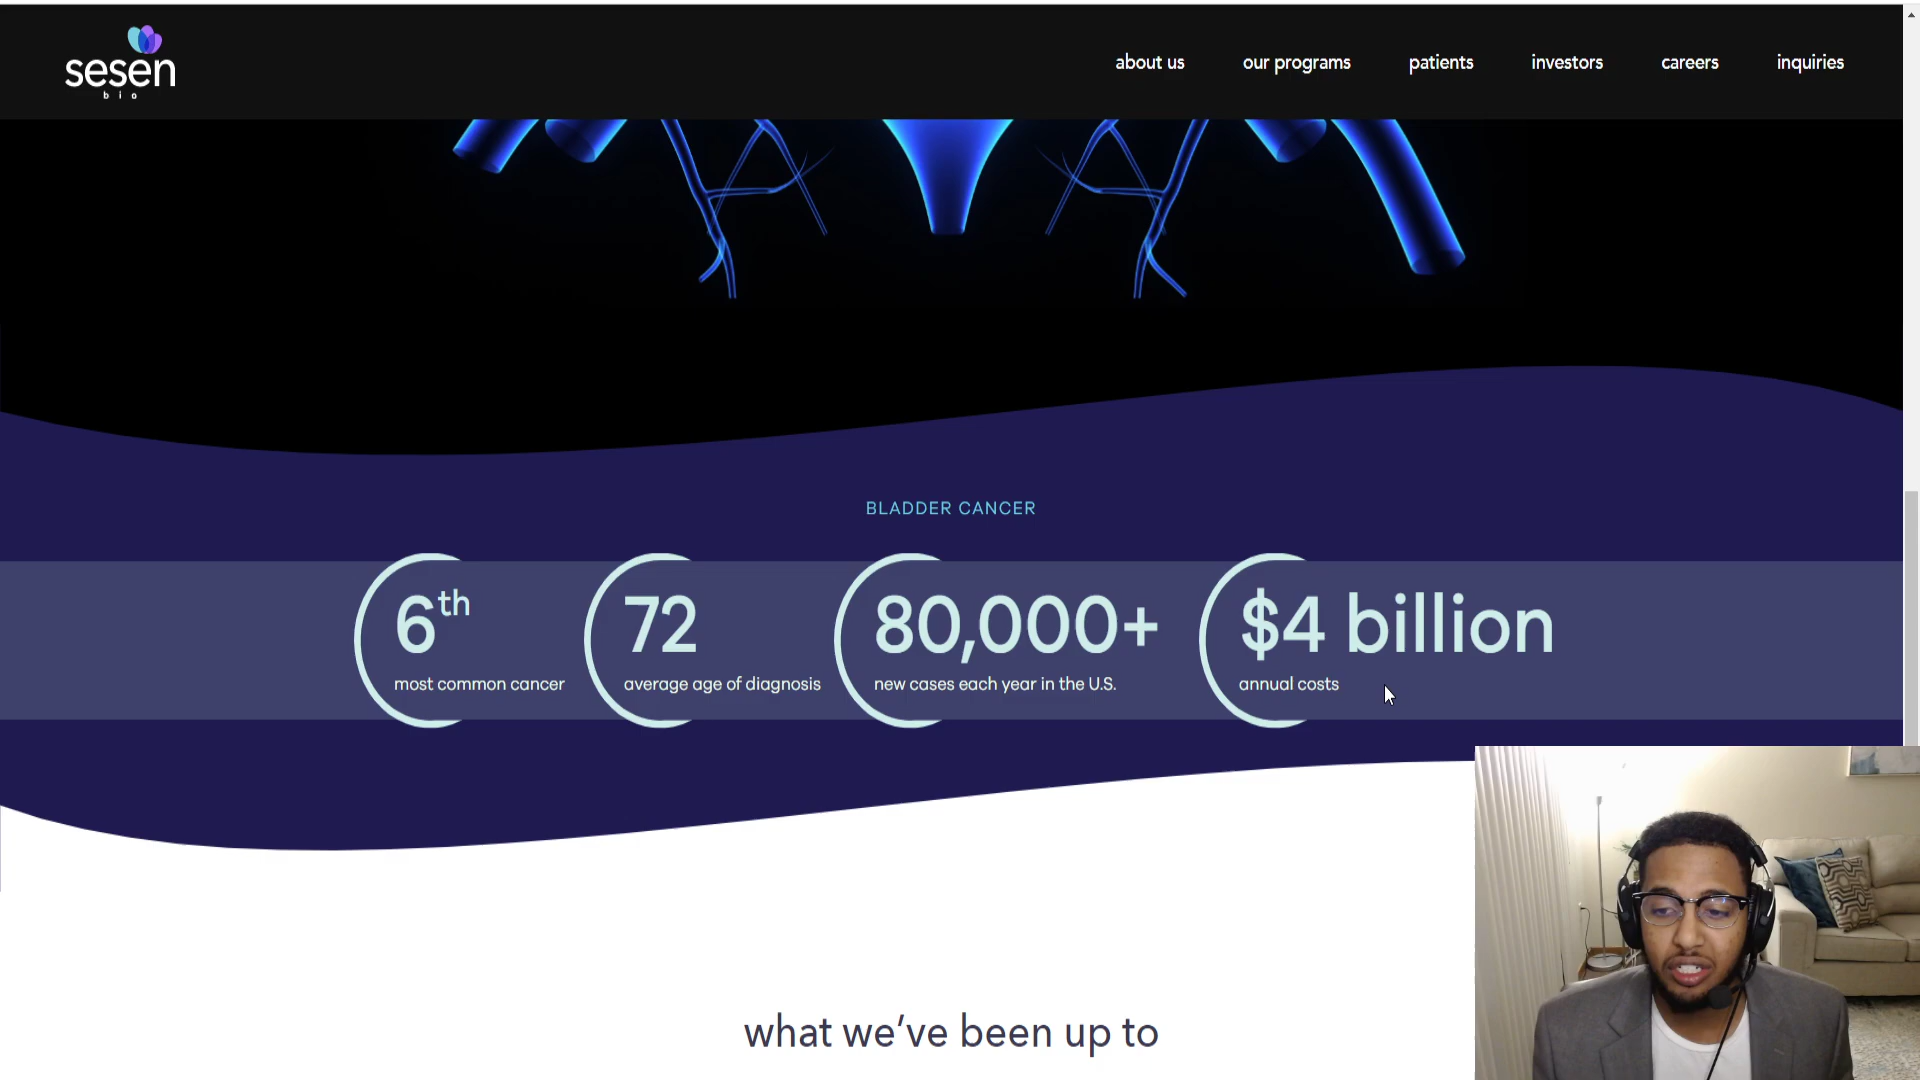 sesen
bio
about us
our programs
patients
investors
careers
inquiries
BLADDER CANCER
6th
most common cancer
72
average age of diagnosis
80,000+
new cases each year in the U.S.
$4 billion
annual costs
what we’ve been up to